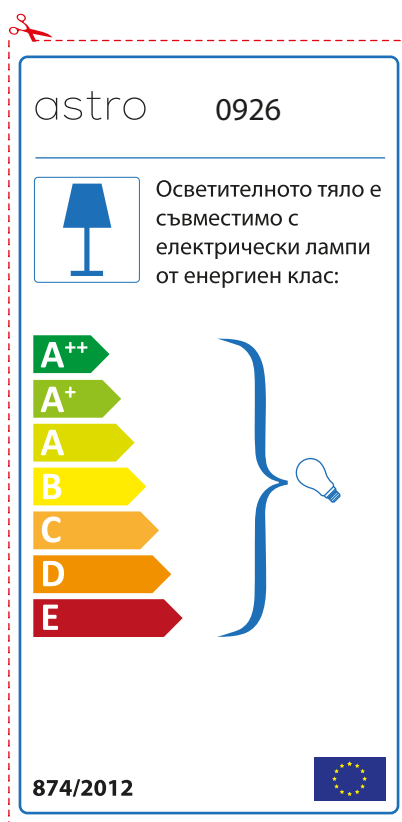 astro 0926
Осветителното тяло е
съвместимо с
електрически лампи
от енергиен клас:
A++
A+
A
B
C
D
E
874/2012